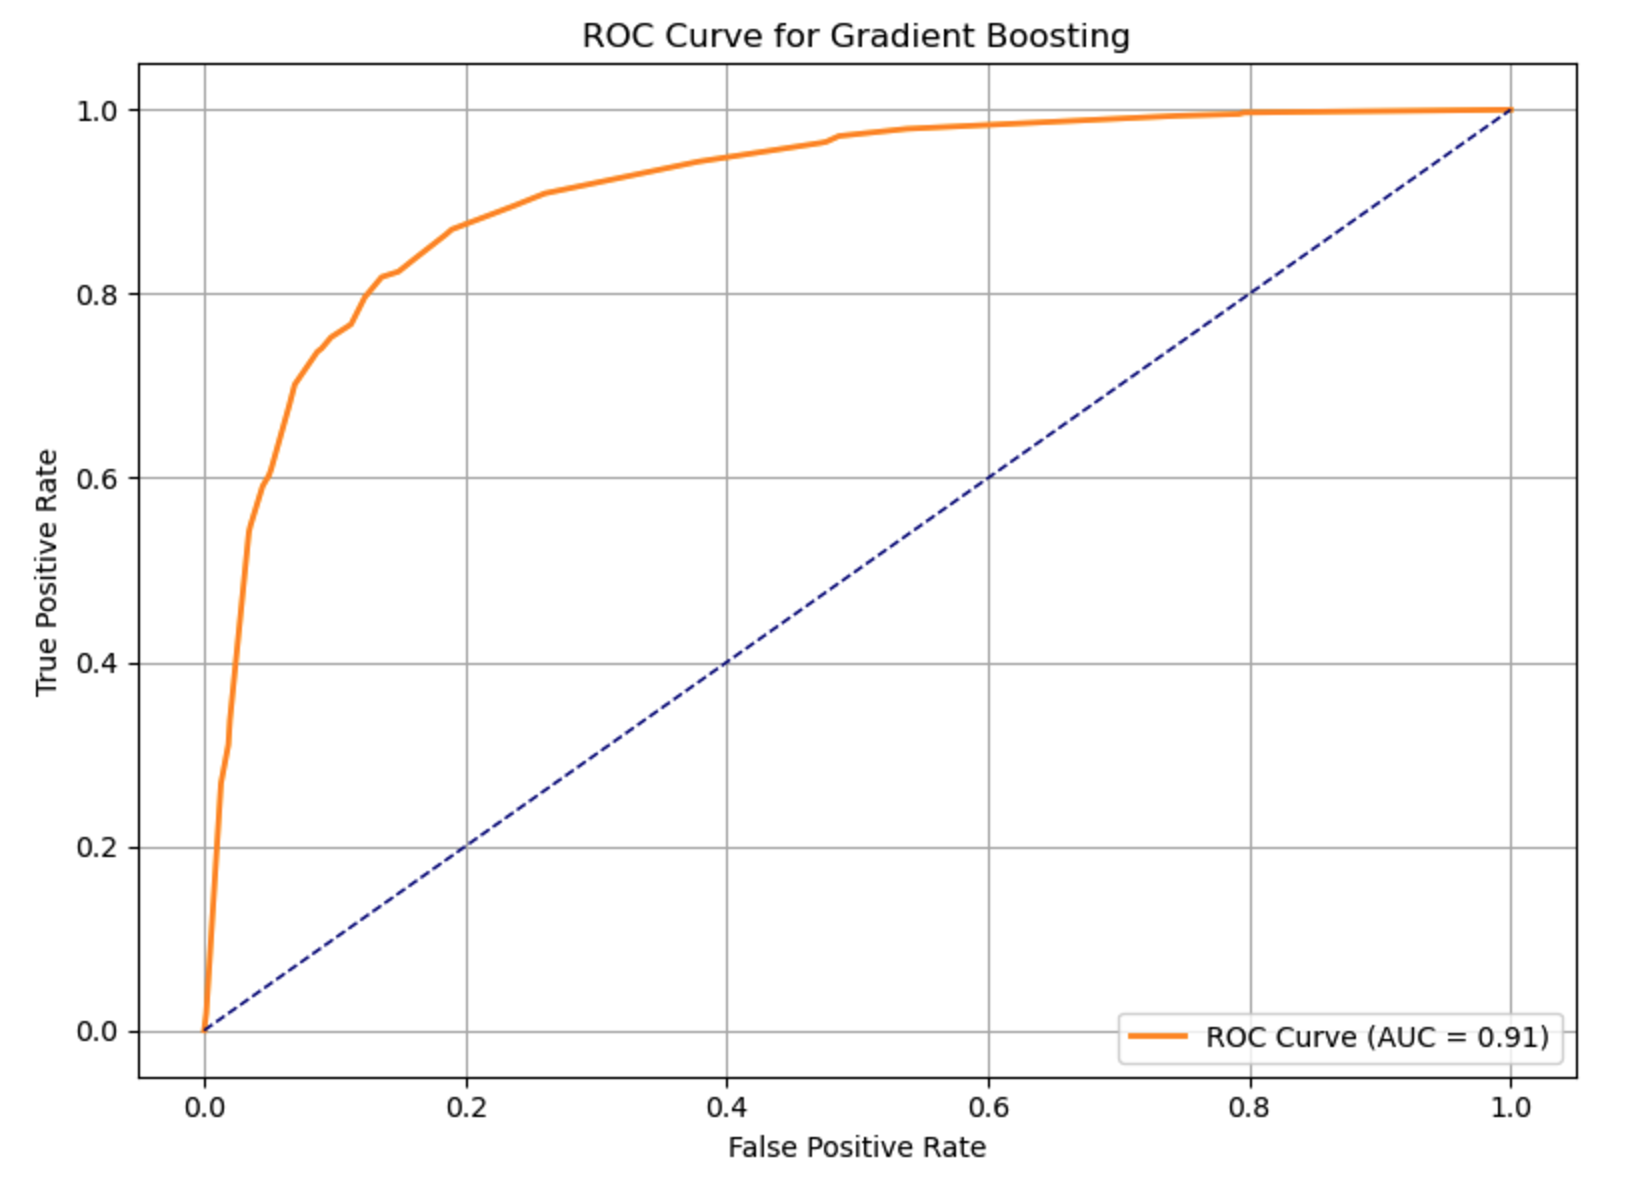 ROC Curve for Gradient Boosting
1.0
0.8
0.6
0.4
0.2
0.0
True Positive Rate
ROC Curve (AUC = 0.91)
0.0 0.2 0.4 0.6 0.8 1.0
False Positive Rate